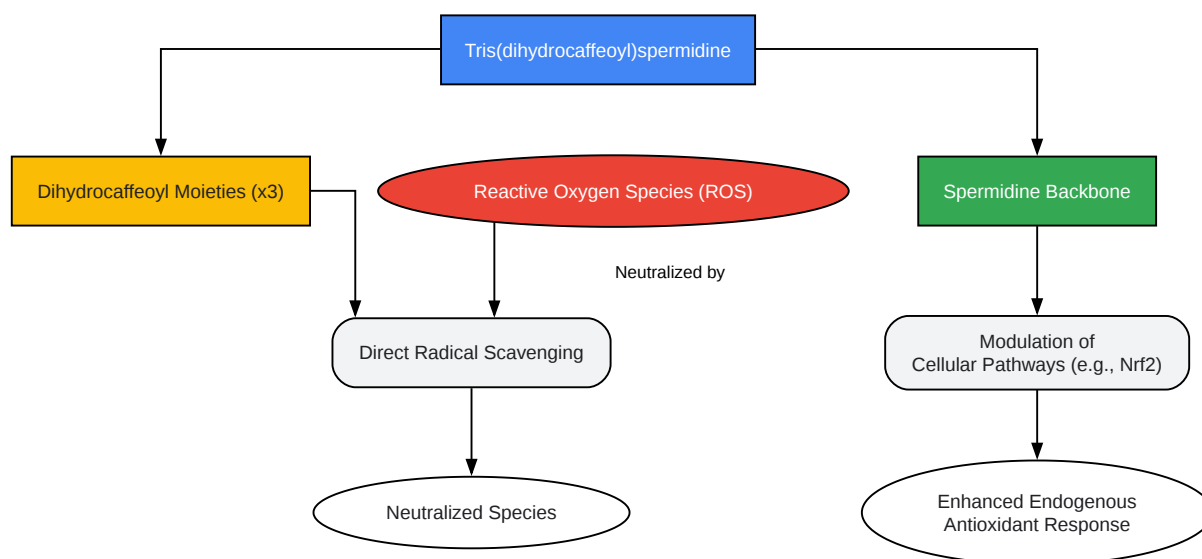 Tris(dihydrocaffeoyl)spermidine
Dihydrocaffeoyl Moieties (x3)
Reactive Oxygen Species (ROS)
Spermidine Backbone
Neutralized by
Direct Radical Scavenging
Modulation of
Cellular Pathways (e.g., Nrf2)
Neutralized Species
Enhanced Endogenous
Antioxidant Response